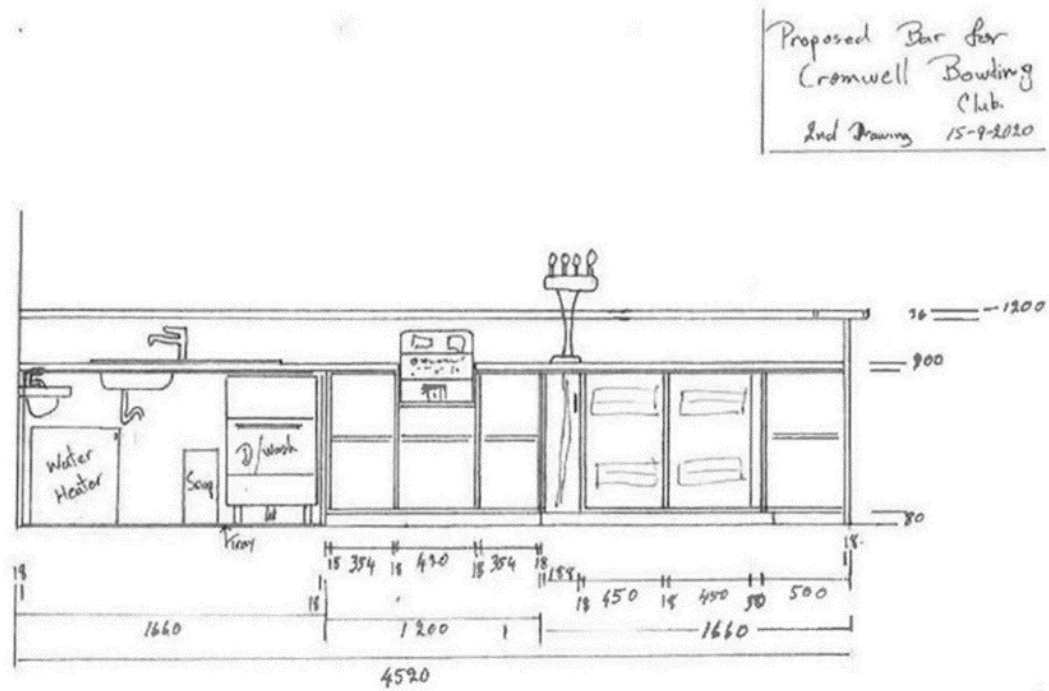 Proposed Bar for
Cromwell Bowling
Club.
2nd Drawing 15-9-2020
36 1200
900
Water
Heater
Soap
D/wash
Tray
80
18 354 18 420 18 354 18
18.
18
18
188 18 450 18 450 50 500
1660
1200
1660
4520